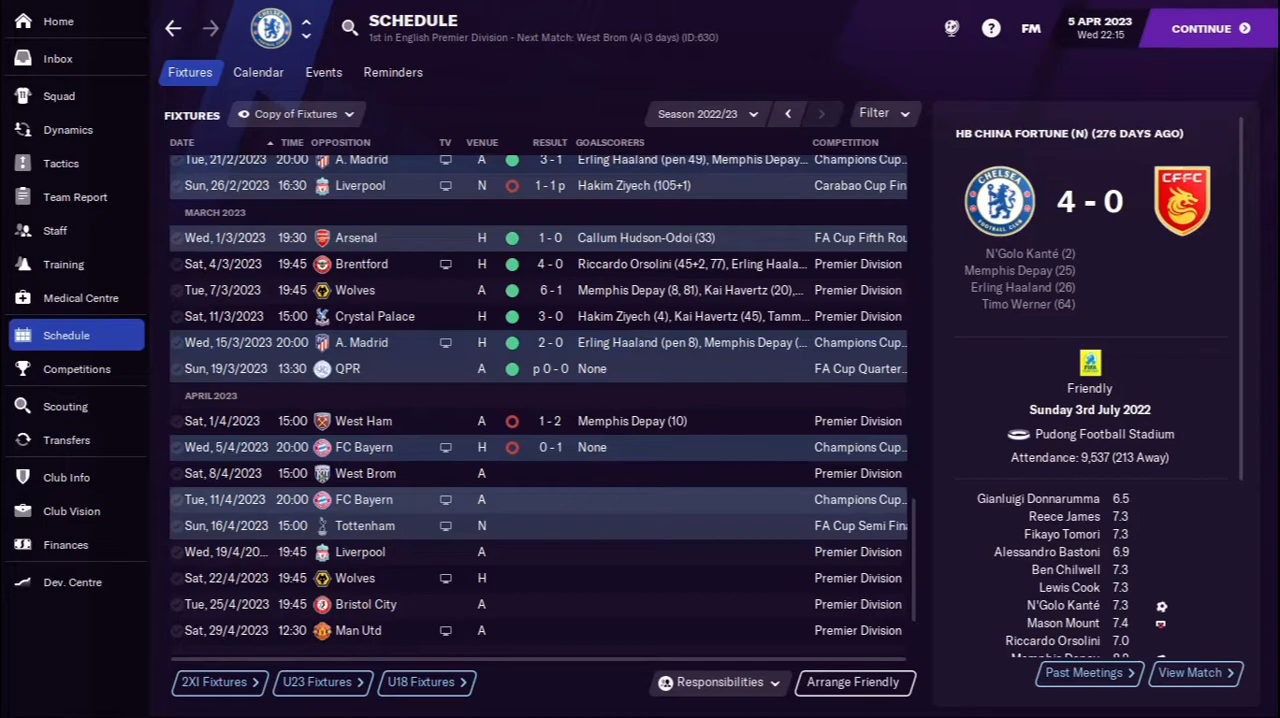 Home
Inbox
Squad
Dynamics
Tactics
Team Report
Staff
Training
Medical Centre
Schedule
Competitions
Scouting
Transfers
Club Info
Club Vision
Finances
Dev. Centre
SCHEDULE
1st in English Premier Division - Next Match: West Brom (A) (3 days) (ID:630)
FM
5 APR 2023
Wed 22:15
CONTINUE
Fixtures Calendar Events Reminders
FIXTURES Copy of Fixtures Season 2022/23 Filter
DATE TIME OPPOSITION TV VENUE RESULT GOALSCORERS COMPETITION
Tue, 21/2/2023 20:00 A. Madrid A 3 - 1 Erling Haaland (pen 49), Memphis Depay... Champions Cup..
Sun, 26/2/2023 16:30 Liverpool N 1 - 1 p Hakim Ziyech (105+1) Carabao Cup Fin
MARCH 2023
Wed, 1/3/2023 19:30 Arsenal H 1 - 0 Callum Hudson-Odoi (33) FA Cup Fifth Rou
Sat, 4/3/2023 19:45 Brentford H 4 - 0 Riccardo Orsolini (45+2, 77), Erling Haala... Premier Division
Tue, 7/3/2023 19:45 Wolves A 6 - 1 Memphis Depay (8, 81), Kai Havertz (20),... Premier Division
Sat, 11/3/2023 15:00 Crystal Palace H 3 - 0 Hakim Ziyech (4), Kai Havertz (45), Tamm... Premier Division
Wed, 15/3/2023 20:00 A. Madrid H 2 - 0 Erling Haaland (pen 8), Memphis Depay (... Champions Cup..
Sun, 19/3/2023 13:30 QPR A p 0 - 0 None FA Cup Quarter...
APRIL 2023
Sat, 1/4/2023 15:00 West Ham A 1 - 2 Memphis Depay (10) Premier Division
Wed, 5/4/2023 20:00 FC Bayern H 0 - 1 None Champions Cup..
Sat, 8/4/2023 15:00 West Brom A Premier Division
Tue, 11/4/2023 20:00 FC Bayern A Champions Cup..
Sun, 16/4/2023 15:00 Tottenham N FA Cup Semi Fina
Wed, 19/4/20... 19:45 Liverpool A Premier Division
Sat, 22/4/2023 19:45 Wolves H Premier Division
Tue, 25/4/2023 19:45 Bristol City A Premier Division
Sat, 29/4/2023 12:30 Man Utd A Premier Division
2XI Fixtures U23 Fixtures U18 Fixtures Responsibilities Arrange Friendly
HB CHINA FORTUNE (N) (276 DAYS AGO)
CHELSEA
FOOTBALL CLUB
4 - 0
CFFC
N'Golo Kanté (2)
Memphis Depay (25)
Erling Haaland (26)
Timo Werner (64)
Friendly
Sunday 3rd July 2022
Pudong Football Stadium
Attendance: 9,537 (213 Away)
Gianluigi Donnarumma 6.5
Reece James 7.3
Fikayo Tomori 7.3
Alessandro Bastoni 6.9
Ben Chilwell 7.3
Lewis Cook 7.3
N'Golo Kanté 7.3
Mason Mount 7.4
Riccardo Orsolini 7.0
Memphis Depay
Past Meetings View Match